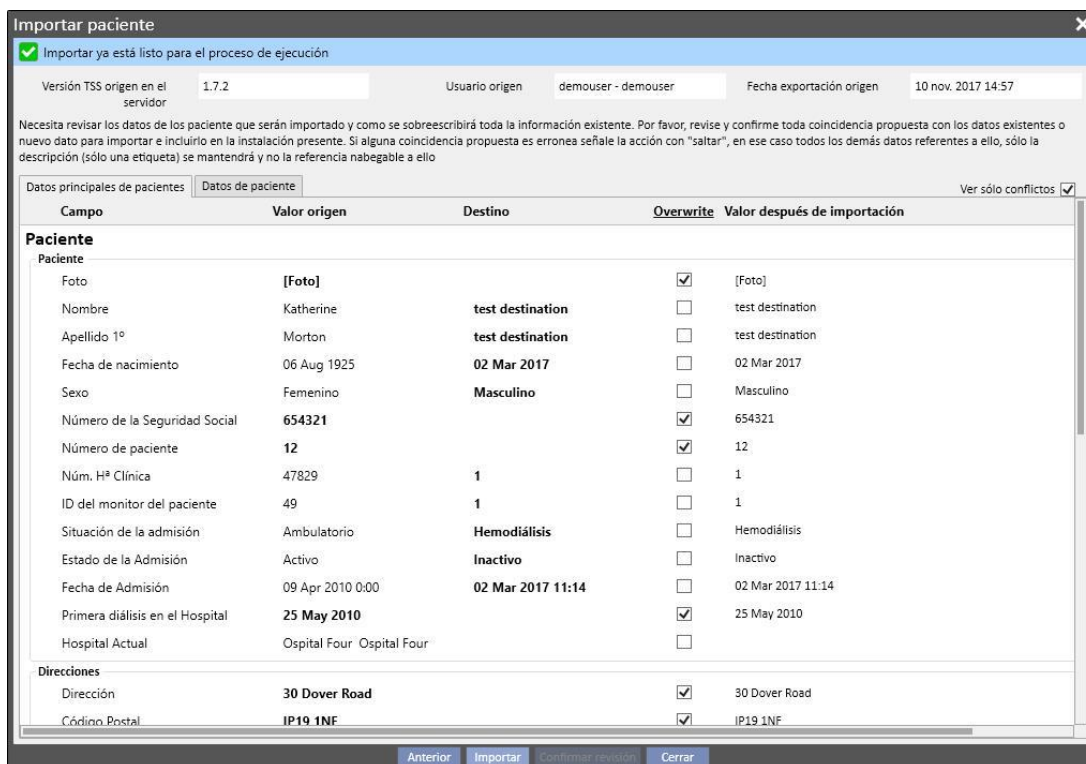 Importar paciente
Importar ya está listo para el proceso de ejecución
Versión TSS origen en el servidor 1.7.2 Usuario origen demouser - demouser Fecha exportación origen 10 nov. 2017 14:57
Necesita revisar los datos de los paciente que serán importado y como se sobreescribirá toda la información existente. Por favor, revise y confirme toda coincidencia propuesta con los datos existentes o
nuevo dato para importar e incluirlo en la instalación presente. Si alguna coincidencia propuesta es erronea señale la acción con "saltar", en ese caso todos los demás datos referentes a ello, sólo la
descripción (sólo una etiqueta) se mantendrá y no la referencia nabegable a ello
Datos principales de pacientes Datos de paciente Ver sólo conflictos
Campo Valor origen Destino Overwrite Valor después de importación
Paciente
Paciente
Foto [Foto] [Foto]
Nombre Katherine test destination test destination
Apellido 1º Morton test destination test destination
Fecha de nacimiento 06 Aug 1925 02 Mar 2017 02 Mar 2017
Sexo Femenino Masculino Masculino
Número de la Seguridad Social 654321 654321
Número de paciente 12 12
Núm. Hª Clínica 47829 1 1
ID del monitor del paciente 49 1 1
Situación de la admisión Ambulatorio Hemodiálisis Hemodiálisis
Estado de la Admisión Activo Inactivo Inactivo
Fecha de Admisión 09 Apr 2010 0:00 02 Mar 2017 11:14 02 Mar 2017 11:14
Primera diálisis en el Hospital 25 May 2010 25 May 2010
Hospital Actual Ospital Four Ospital Four
Direcciones
Dirección 30 Dover Road 30 Dover Road
Código Postal IP19 1NF IP19 1NF
Anterior Importar Confirmar revisión Cerrar